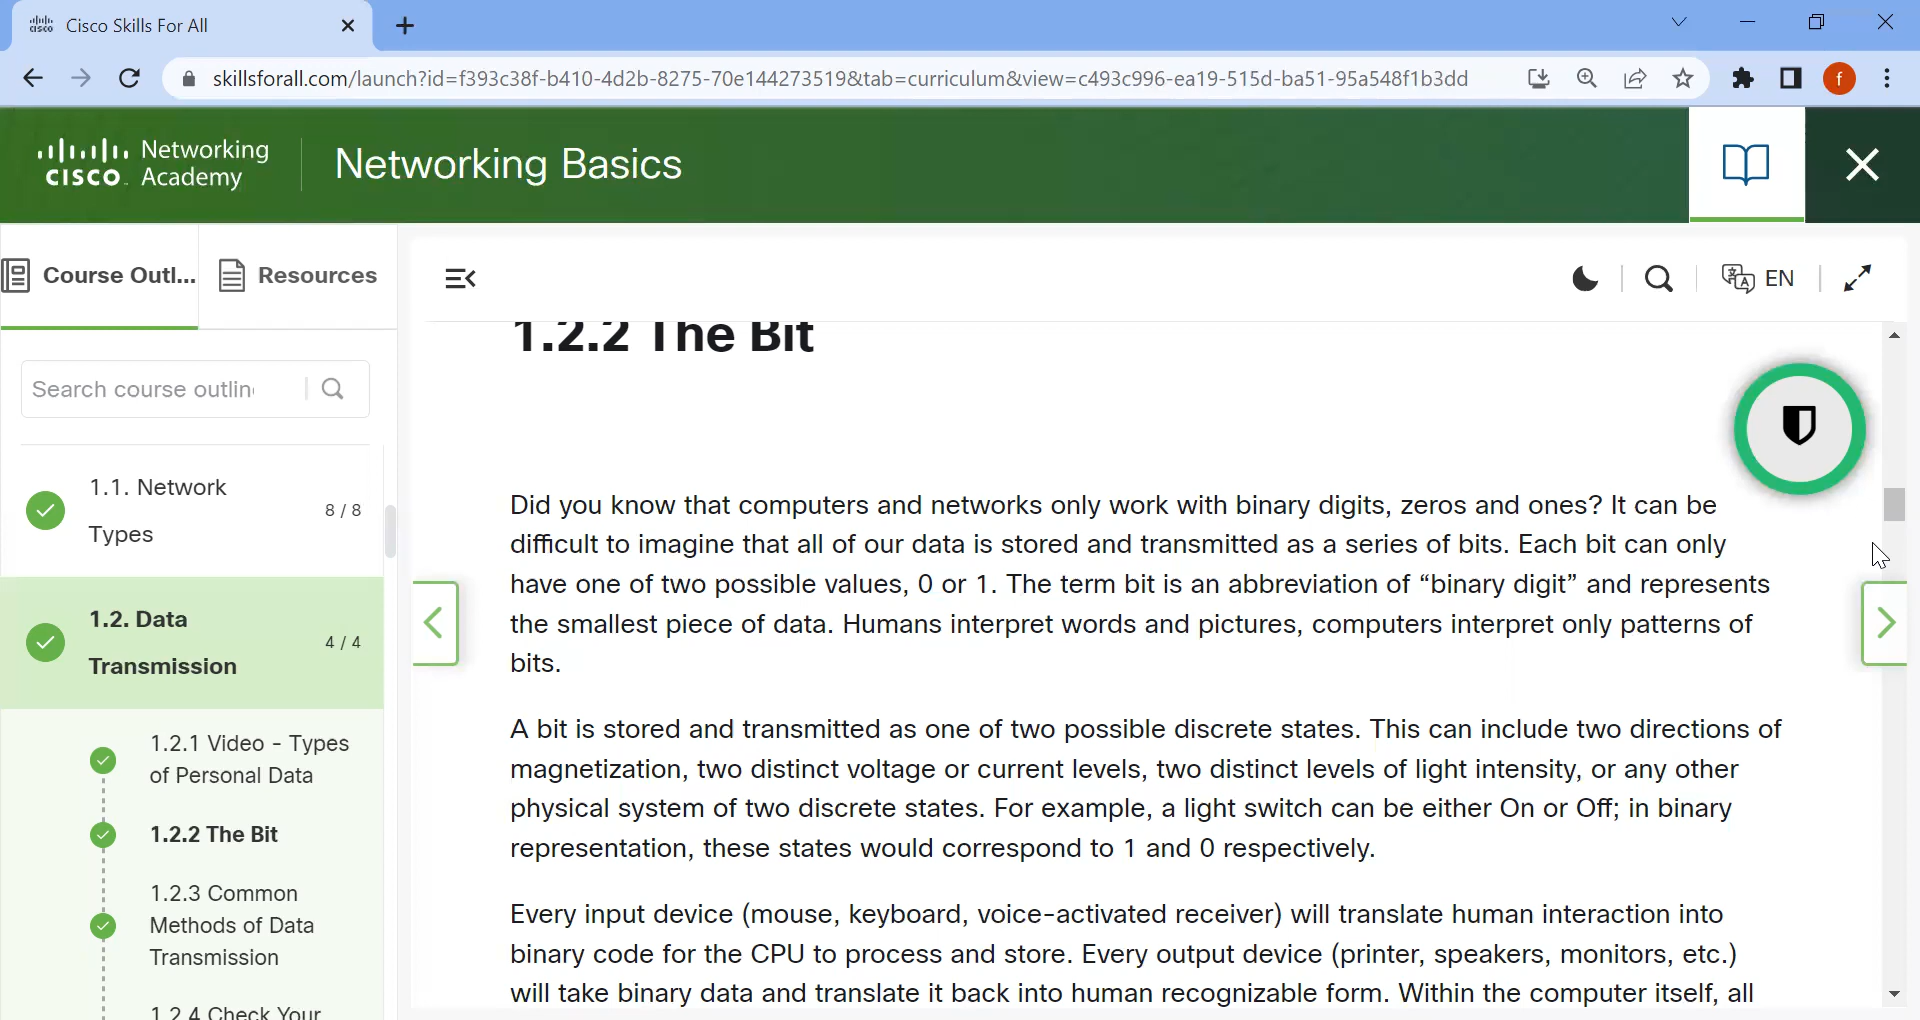 Cisco Skills For All
skillsforall.com/launch?id=f393c38f-b410-4d2b-8275-70e144273519&tab=curriculum&view=c493c996-ea19-515d-ba51-95a548f1b3dd
f
CISCO Networking Academy
Networking Basics
Course Outl...
Resources
EN
Search course outlin
1.1. Network
Types
8 / 8
1.2. Data
Transmission
4 / 4
1.2.1 Video - Types
of Personal Data
1.2.2 The Bit
1.2.3 Common
Methods of Data
Transmission
1.2.4 Check Your
1.2.2 The Bit
Did you know that computers and networks only work with binary digits, zeros and ones? It can be
difficult to imagine that all of our data is stored and transmitted as a series of bits. Each bit can only
have one of two possible values, 0 or 1. The term bit is an abbreviation of “binary digit” and represents
the smallest piece of data. Humans interpret words and pictures, computers interpret only patterns of
bits.
A bit is stored and transmitted as one of two possible discrete states. This can include two directions of
magnetization, two distinct voltage or current levels, two distinct levels of light intensity, or any other
physical system of two discrete states. For example, a light switch can be either On or Off; in binary
representation, these states would correspond to 1 and 0 respectively.
Every input device (mouse, keyboard, voice-activated receiver) will translate human interaction into
binary code for the CPU to process and store. Every output device (printer, speakers, monitors, etc.)
will take binary data and translate it back into human recognizable form. Within the computer itself, all